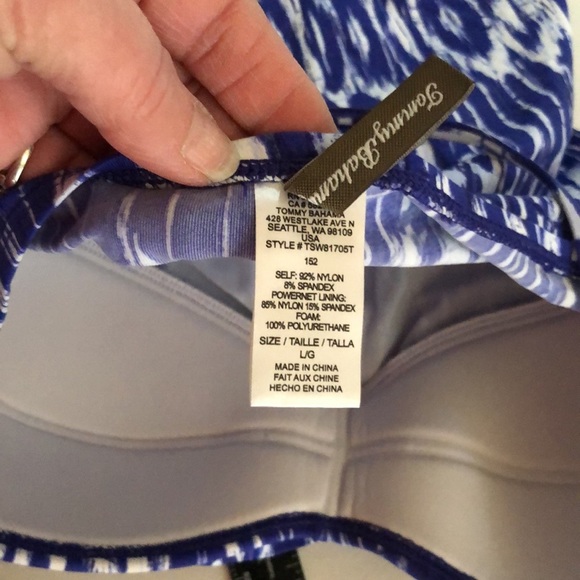 Tommy Bahama
TOMMY BAHAMA
428 WESTLAKE AVE N
SEATTLE, WA 98109
USA
STYLE # TSW81705T
152
SELF: 92% NYLON
8% SPANDEX
POWERNET LINING:
85% NYLON 15% SPANDEX
FOAM:
100% POLYURETHANE
SIZE / TAILLE / TALLA
L/G
MADE IN CHINA
FAIT AUX CHINE
HECHO EN CHINA